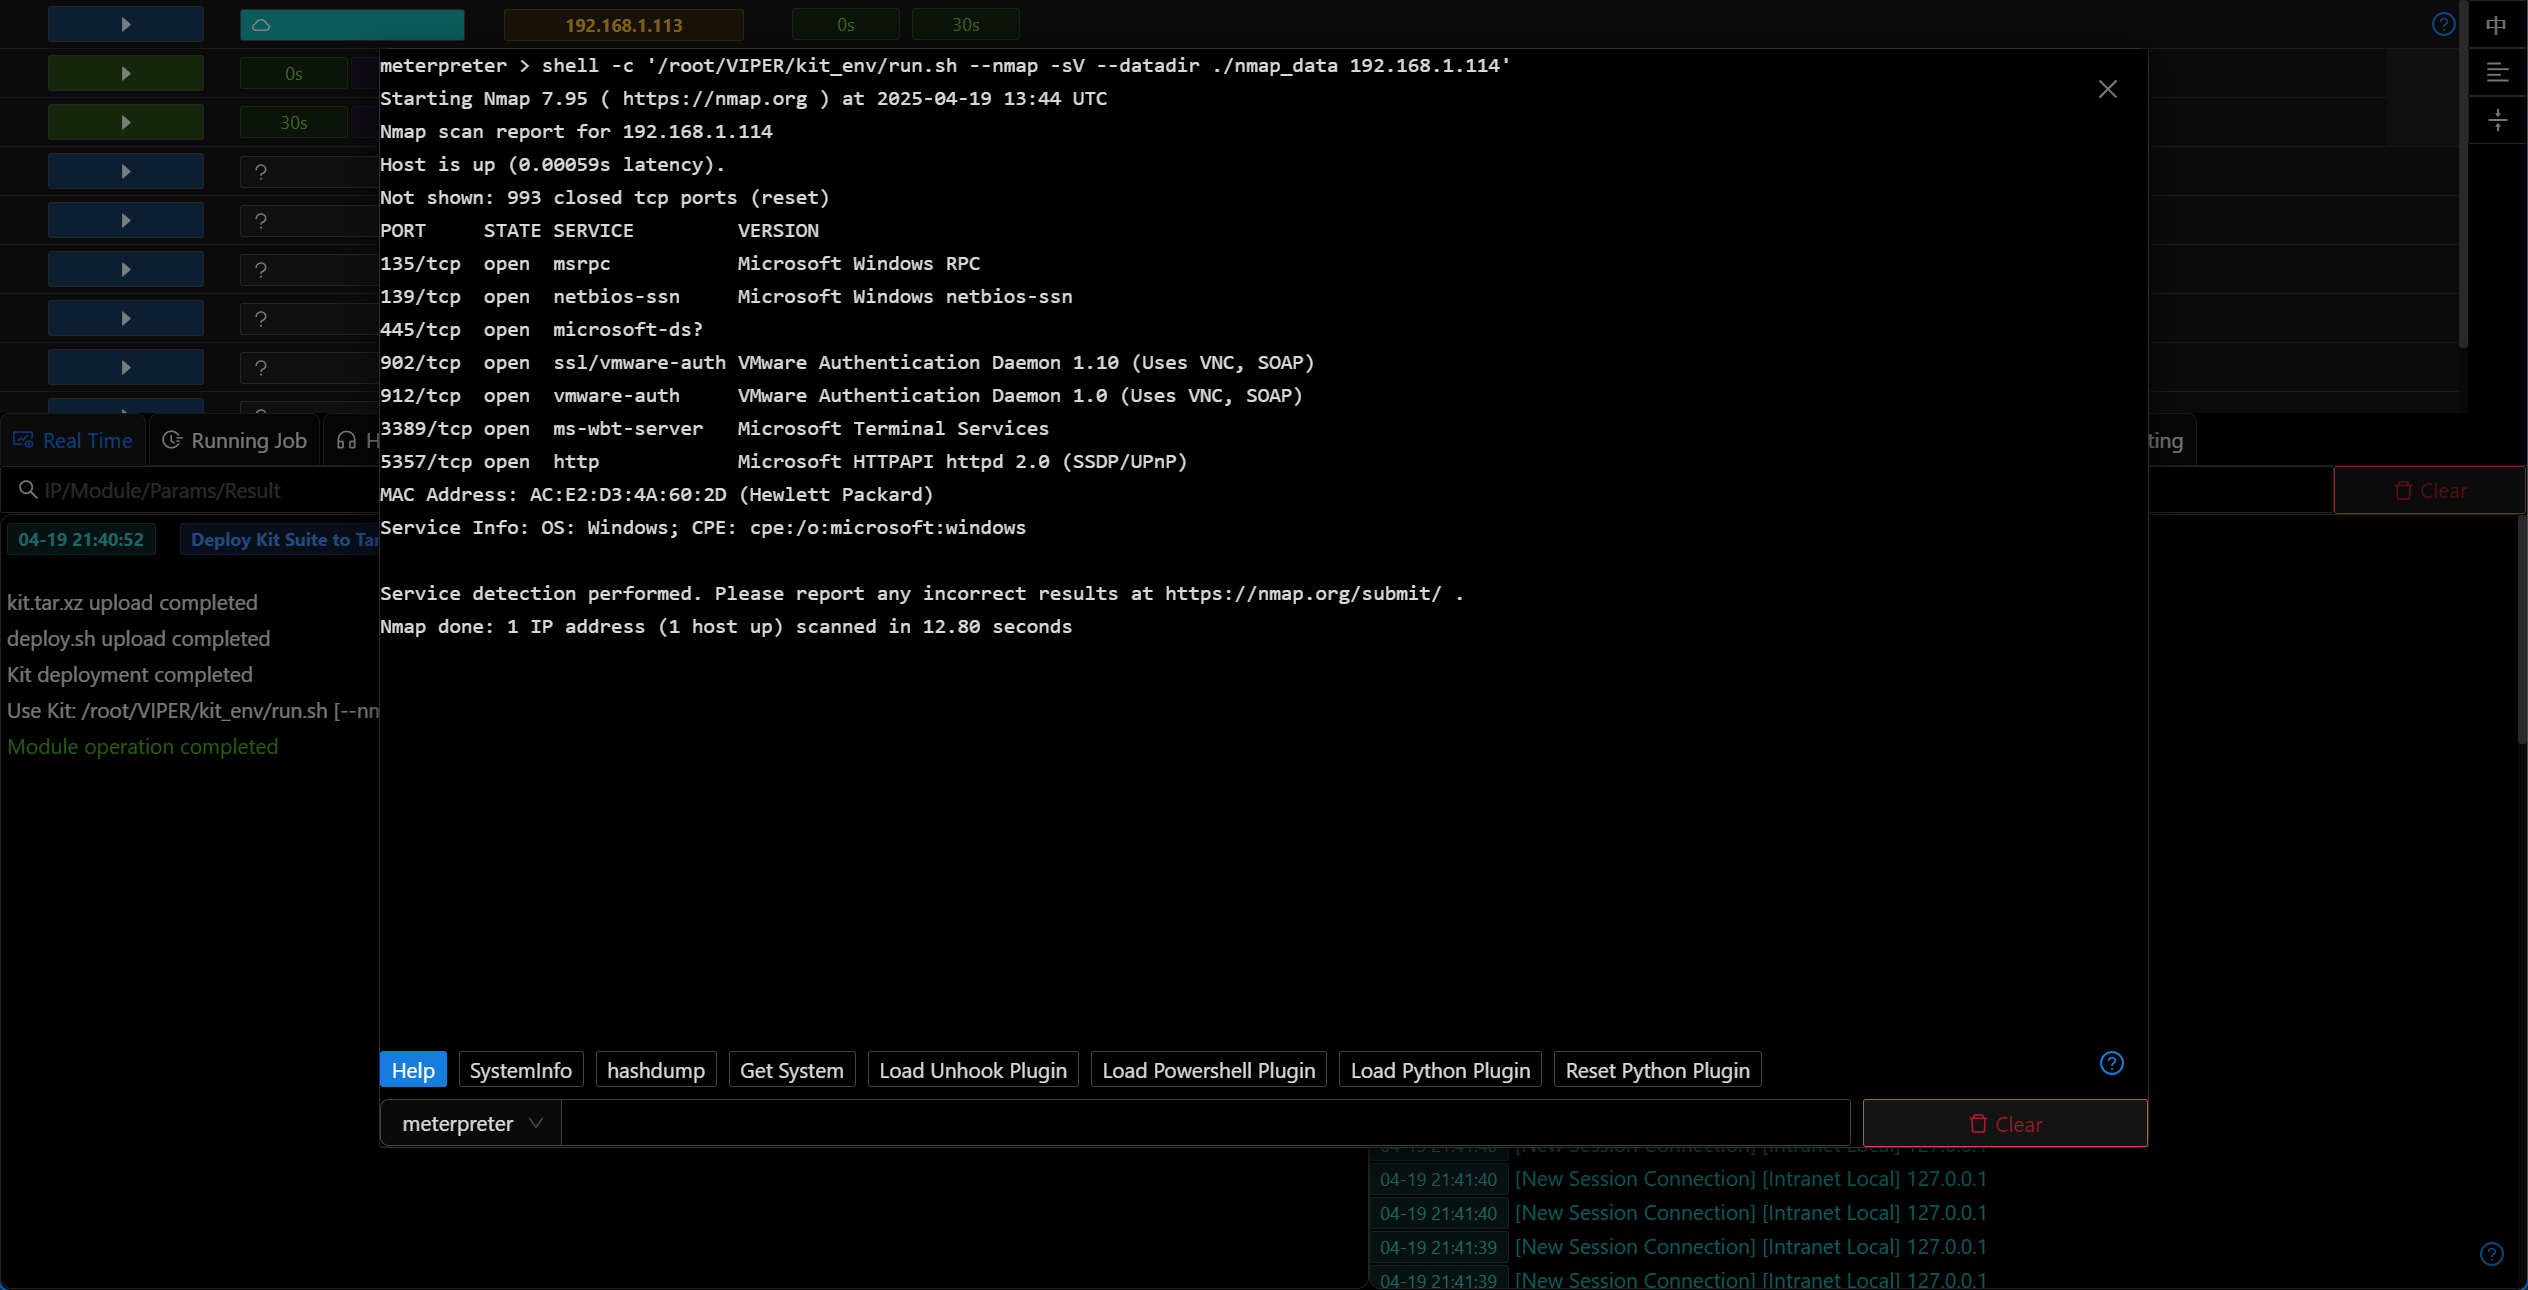 192.168.1.113 0s 30s 中
0s
30s
?
?
?
?
?
meterpreter > shell -c '/root/VIPER/kit_env/run.sh --nmap -sV --datadir ./nmap_data 192.168.1.114'
Starting Nmap 7.95 ( https://nmap.org ) at 2025-04-19 13:44 UTC
Nmap scan report for 192.168.1.114
Host is up (0.00059s latency).
Not shown: 993 closed tcp ports (reset)
PORT     STATE SERVICE         VERSION
135/tcp  open  msrpc           Microsoft Windows RPC
139/tcp  open  netbios-ssn     Microsoft Windows netbios-ssn
445/tcp  open  microsoft-ds?
902/tcp  open  ssl/vmware-auth VMware Authentication Daemon 1.10 (Uses VNC, SOAP)
912/tcp  open  vmware-auth     VMware Authentication Daemon 1.0 (Uses VNC, SOAP)
3389/tcp open  ms-wbt-server   Microsoft Terminal Services
5357/tcp open  http            Microsoft HTTPAPI httpd 2.0 (SSDP/UPnP)
MAC Address: AC:E2:D3:4A:60:2D (Hewlett Packard)
Service Info: OS: Windows; CPE: cpe:/o:microsoft:windows
Service detection performed. Please report any incorrect results at https://nmap.org/submit/ .
Nmap done: 1 IP address (1 host up) scanned in 12.80 seconds
Help SystemInfo hashdump Get System Load Unhook Plugin Load Powershell Plugin Load Python Plugin Reset Python Plugin
meterpreter Clear
Real Time Running Job H ting
IP/Module/Params/Result Clear
04-19 21:40:52 Deploy Kit Suite to Tar
kit.tar.xz upload completed
deploy.sh upload completed
Kit deployment completed
Use Kit: /root/VIPER/kit_env/run.sh [--nm
Module operation completed
04-19 21:41:40 [New Session Connection] [Intranet Local] 127.0.0.1
04-19 21:41:40 [New Session Connection] [Intranet Local] 127.0.0.1
04-19 21:41:40 [New Session Connection] [Intranet Local] 127.0.0.1
04-19 21:41:39 [New Session Connection] [Intranet Local] 127.0.0.1
04-19 21:41:39 [New Session Connection] [Intranet Local] 127.0.0.1